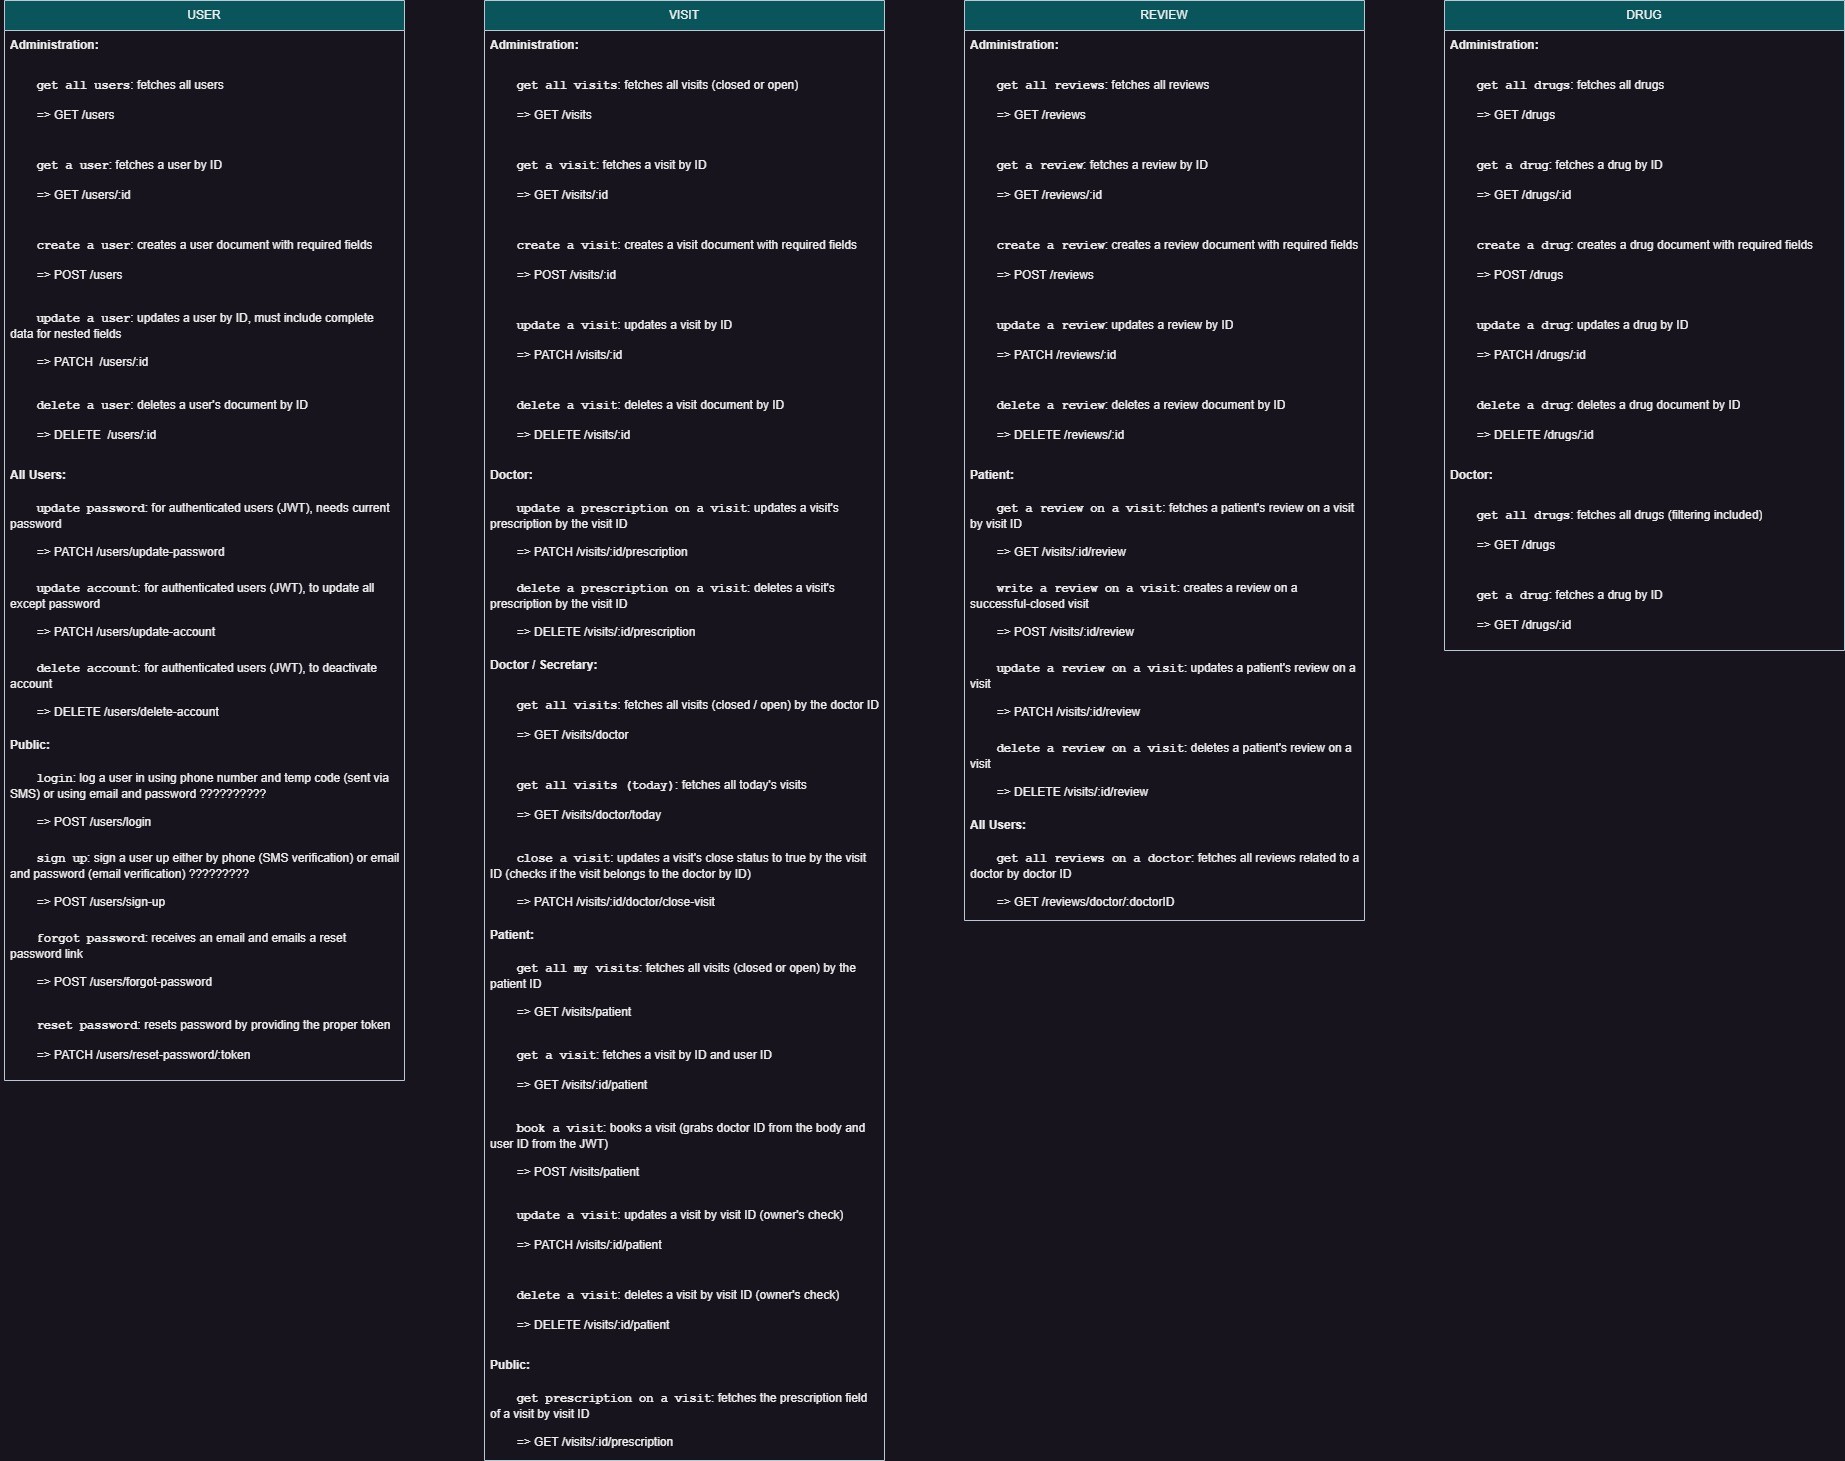 USER
Administration:
get all users: fetches all users
=> GET /users
get a user: fetches a user by ID
=> GET /users/:id
create a user: creates a user document with required fields
=> POST /users
update a user: updates a user by ID, must include complete
data for nested fields
=> PATCH  /users/:id
delete a user: deletes a user's document by ID
=> DELETE  /users/:id
All Users:
update password: for authenticated users (JWT), needs current
password
=> PATCH /users/update-password
update account: for authenticated users (JWT), to update all
except password
=> PATCH /users/update-account
delete account: for authenticated users (JWT), to deactivate
account
=> DELETE /users/delete-account
Public:
login: log a user in using phone number and temp code (sent via
SMS) or using email and password ??????????
=> POST /users/login
sign up: sign a user up either by phone (SMS verification) or email
and password (email verification) ?????????
=> POST /users/sign-up
forgot password: receives an email and emails a reset
password link
=> POST /users/forgot-password
reset password: resets password by providing the proper token
=> PATCH /users/reset-password/:token
VISIT
Administration:
get all visits: fetches all visits (closed or open)
=> GET /visits
get a visit: fetches a visit by ID
=> GET /visits/:id
create a visit: creates a visit document with required fields
=> POST /visits/:id
update a visit: updates a visit by ID
=> PATCH /visits/:id
delete a visit: deletes a visit document by ID
=> DELETE /visits/:id
Doctor:
update a prescription on a visit: updates a visit's
prescription by the visit ID
=> PATCH /visits/:id/prescription
delete a prescription on a visit: deletes a visit's
prescription by the visit ID
=> DELETE /visits/:id/prescription
Doctor / Secretary:
get all visits: fetches all visits (closed / open) by the doctor ID
=> GET /visits/doctor
get all visits (today): fetches all today's visits
=> GET /visits/doctor/today
close a visit: updates a visit's close status to true by the visit
ID (checks if the visit belongs to the doctor by ID)
=> PATCH /visits/:id/doctor/close-visit
Patient:
get all my visits: fetches all visits (closed or open) by the
patient ID
=> GET /visits/patient
get a visit: fetches a visit by ID and user ID
=> GET /visits/:id/patient
book a visit: books a visit (grabs doctor ID from the body and
user ID from the JWT)
=> POST /visits/patient
update a visit: updates a visit by visit ID (owner's check)
=> PATCH /visits/:id/patient
delete a visit: deletes a visit by visit ID (owner's check)
=> DELETE /visits/:id/patient
Public:
get prescription on a visit: fetches the prescription field
of a visit by visit ID
=> GET /visits/:id/prescription
REVIEW
Administration:
get all reviews: fetches all reviews
=> GET /reviews
get a review: fetches a review by ID
=> GET /reviews/:id
create a review: creates a review document with required fields
=> POST /reviews
update a review: updates a review by ID
=> PATCH /reviews/:id
delete a review: deletes a review document by ID
=> DELETE /reviews/:id
Patient:
get a review on a visit: fetches a patient's review on a visit
by visit ID
=> GET /visits/:id/review
write a review on a visit: creates a review on a
successful-closed visit
=> POST /visits/:id/review
update a review on a visit: updates a patient's review on a
visit
=> PATCH /visits/:id/review
delete a review on a visit: deletes a patient's review on a
visit
=> DELETE /visits/:id/review
All Users:
get all reviews on a doctor: fetches all reviews related to a
doctor by doctor ID
=> GET /reviews/doctor/:doctorID
DRUG
Administration:
get all drugs: fetches all drugs
=> GET /drugs
get a drug: fetches a drug by ID
=> GET /drugs/:id
create a drug: creates a drug document with required fields
=> POST /drugs
update a drug: updates a drug by ID
=> PATCH /drugs/:id
delete a drug: deletes a drug document by ID
=> DELETE /drugs/:id
Doctor:
get all drugs: fetches all drugs (filtering included)
=> GET /drugs
get a drug: fetches a drug by ID
=> GET /drugs/:id